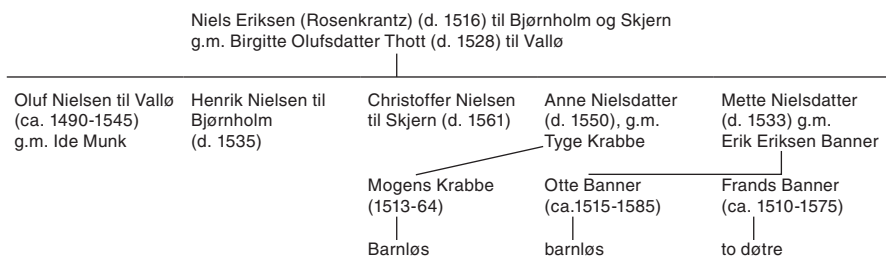 Niels Eriksen (Rosenkrantz) (d. 1516) til Bjørnholm og Skjern
g.m. Birgitte Olufsdatter Thott (d. 1528) til Vallø
Oluf Nielsen til Vallø
(ca. 1490-1545)
g.m. Ide Munk
Henrik Nielsen til
Bjørnholm
(d. 1535)
Christoffer Nielsen
til Skjern (d. 1561)
Anne Nielsdatter
(d. 1550), g.m.
Tyge Krabbe
Mette Nielsdatter
(d. 1533) g.m.
Erik Eriksen Banner
Mogens Krabbe
(1513-64)
Otte Banner
(ca.1515-1585)
Frands Banner
(ca. 1510-1575)
Barnløs
barnløs
to døtre